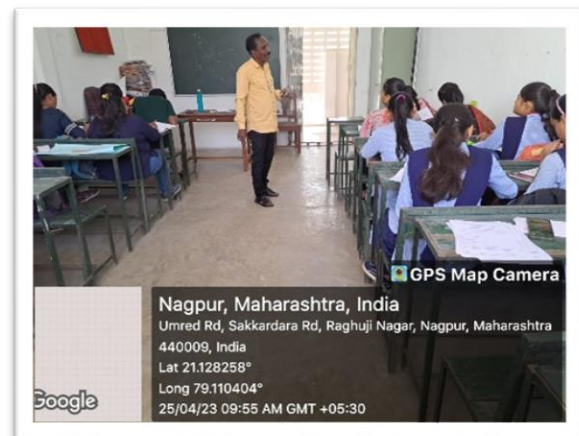 GPS Map Camera
Nagpur, Maharashtra, India
Umred Rd, Sakkardara Rd, Raghuji Nagar, Nagpur, Maharashtra
440009, India
Lat 21.128258°
Long 79.110404°
25/04/23 09:55 AM GMT +05:30
Google